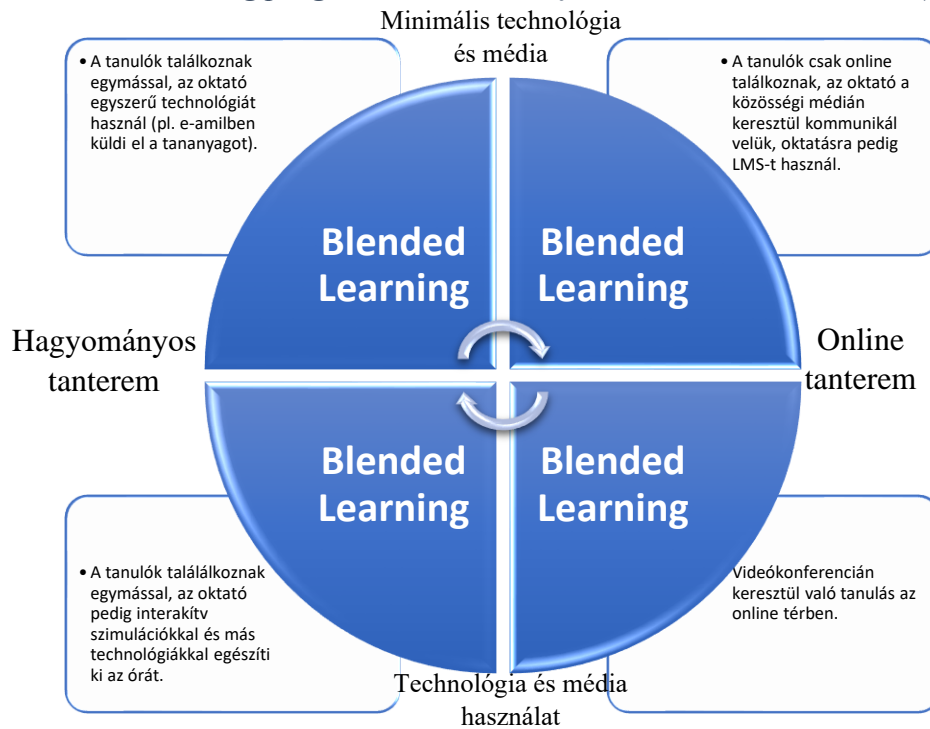 Minimális technológia
és média
• A tanulók találkoznak
egymással, az oktató
egyszerű technológiát
használ (pl. e-amilben
küldi el a tananyagot).
• A tanulók csak online
találkoznak, az oktató a
közösségi médián
keresztül kommunikál
velük, oktatásra pedig
LMS-t használ.
Blended
Learning
Blended
Learning
Hagyományos
tanterem
Online
tanterem
Blended
Learning
Blended
Learning
• A tanulók talállálkoznak
egymással, az oktató
pedig interakítv
szimulációkkal és más
technológiákkal egészíti
ki az órát.
Videókonferencián
keresztül való tanulás az
online térben.
Technológia és média
használat